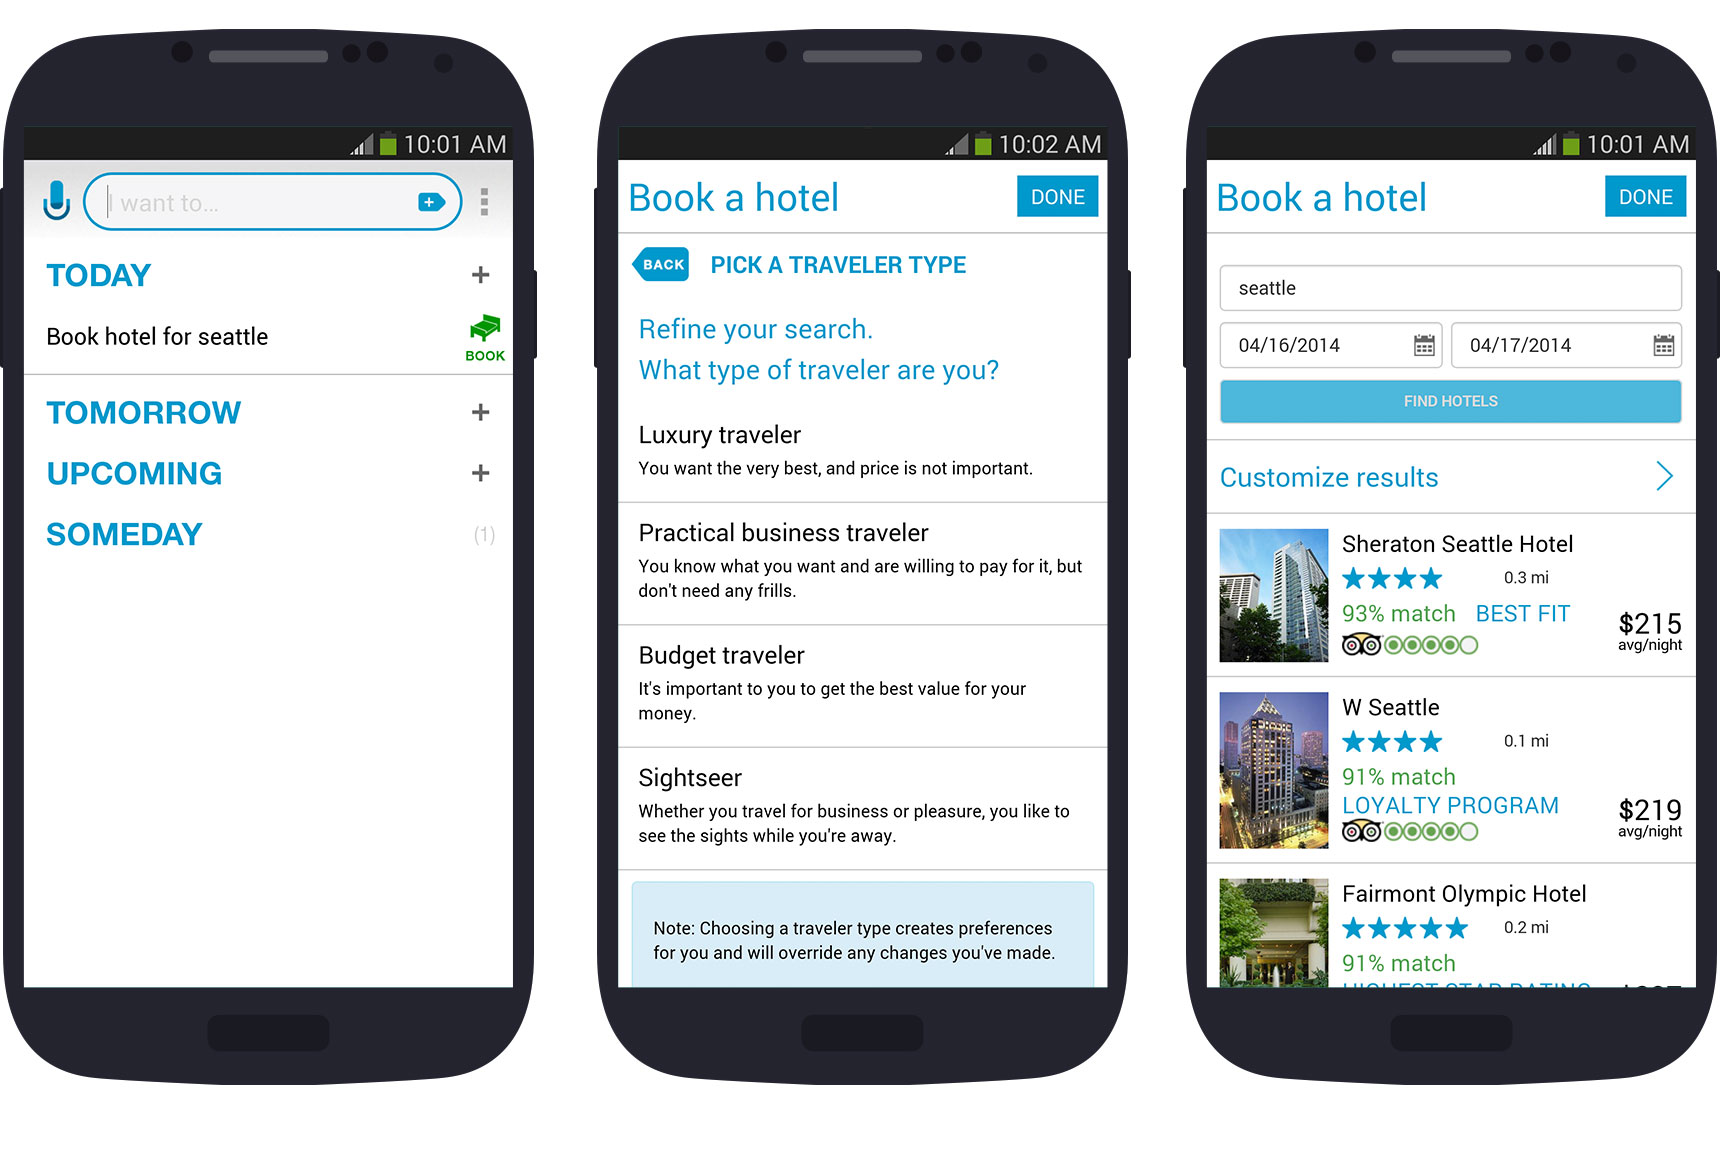 10:01 AM
I want to...
TODAY
Book hotel for seattle
BOOK
TOMORROW
UPCOMING
SOMEDAY
(1)
10:02 AM
Book a hotel
DONE
BACK
PICK A TRAVELER TYPE
Refine your search.
What type of traveler are you?
Luxury traveler
You want the very best, and price is not important.
Practical business traveler
You know what you want and are willing to pay for it, but
don't need any frills.
Budget traveler
It's important to you to get the best value for your
money.
Sightseer
Whether you travel for business or pleasure, you like to
see the sights while you're away.
Note: Choosing a traveler type creates preferences
for you and will override any changes you've made.
10:01 AM
Book a hotel
DONE
seattle
04/16/2014
04/17/2014
FIND HOTELS
Customize results
Sheraton Seattle Hotel
0.3 mi
93% match BEST FIT
$215
avg/night
W Seattle
0.1 mi
91% match
LOYALTY PROGRAM
$219
avg/night
Fairmont Olympic Hotel
0.2 mi
91% match
HIGHEST STAR RATING